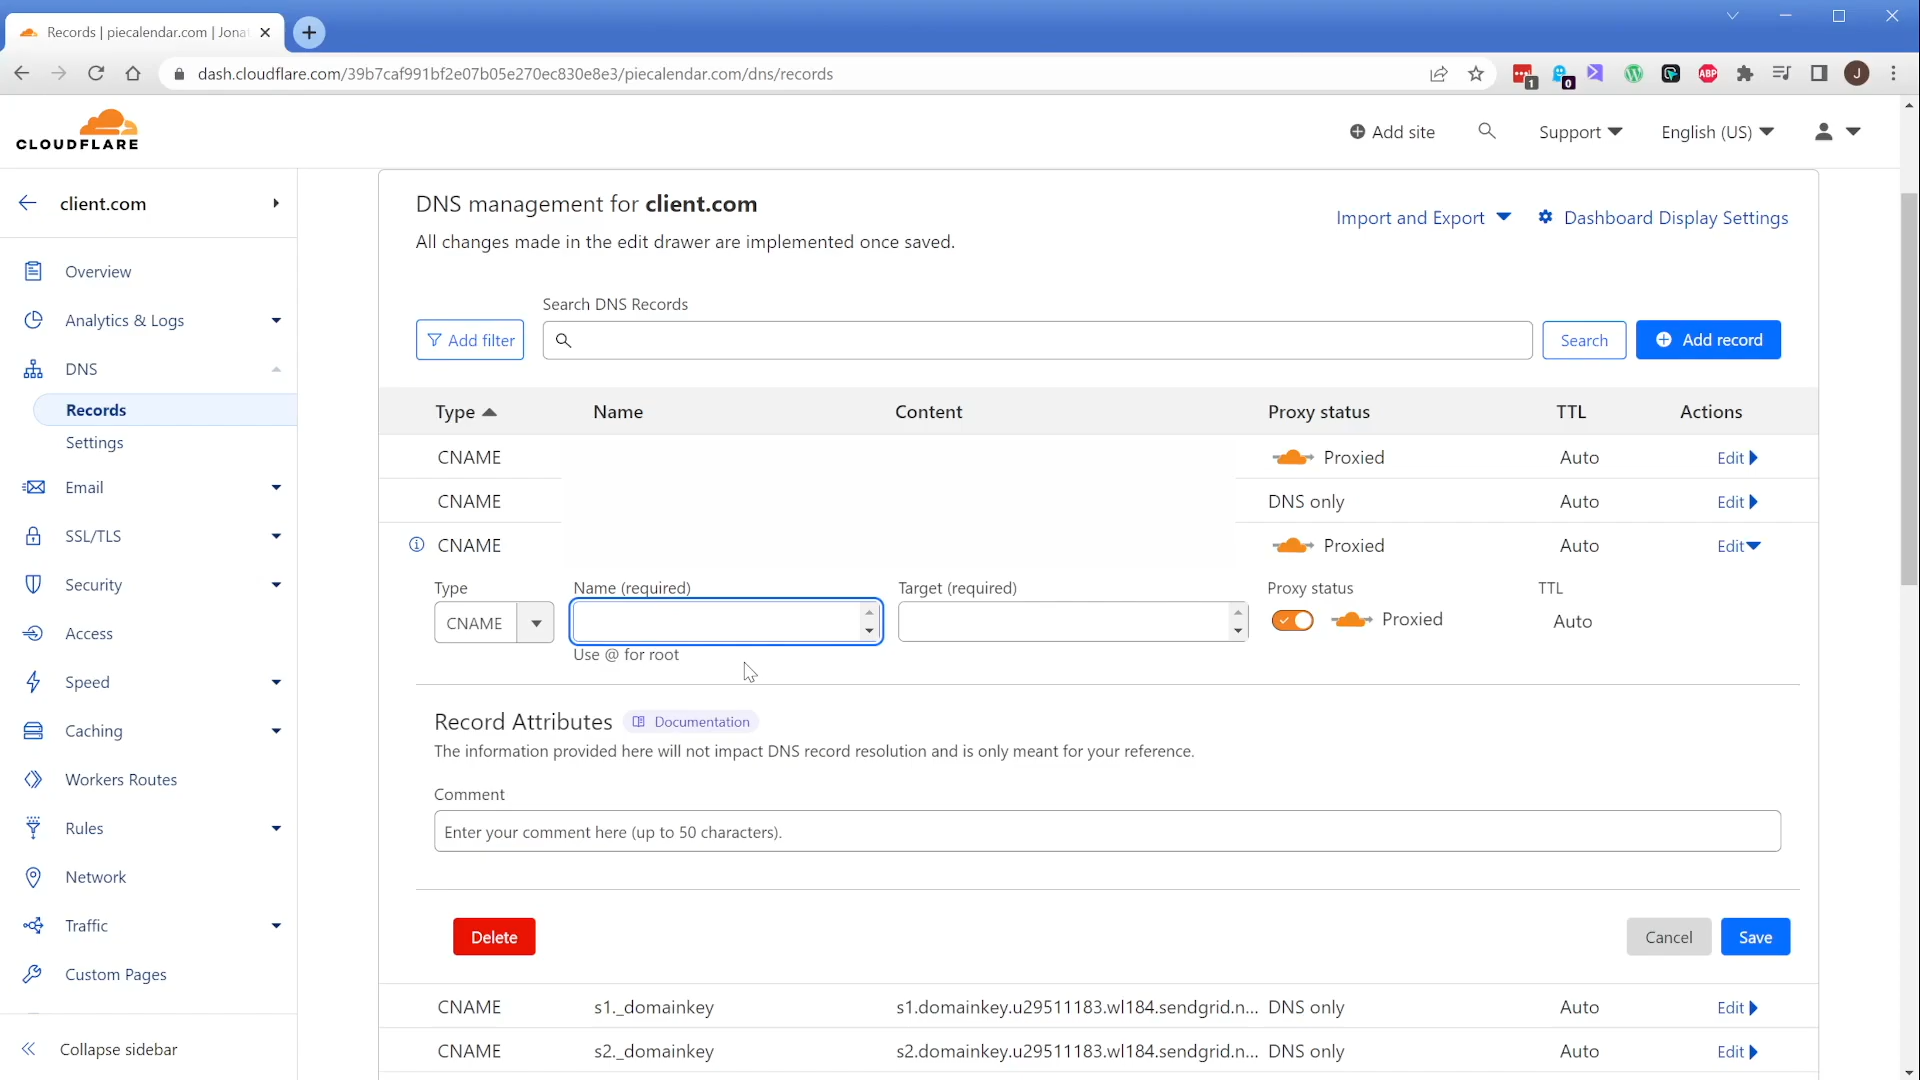 Records | piecalendar.com | Jona
dash.cloudflare.com/39b7caf991bf2e07b05e270ec830e8e3/piecalendar.com/dns/records
1
0
ABP
J
CLOUDFLARE
Add site
Support
English (US)
client.com
Overview
Analytics & Logs
DNS
Records
Settings
Email
SSL/TLS
Security
Access
Speed
Caching
Workers Routes
Rules
Network
Traffic
Custom Pages
Collapse sidebar
DNS management for client.com
All changes made in the edit drawer are implemented once saved.
Import and Export
Dashboard Display Settings
Search DNS Records
Add filter
Search
Add record
Type Name Content Proxy status TTL Actions
CNAME Proxied Auto Edit
CNAME DNS only Auto Edit
CNAME Proxied Auto Edit
Type Name (required) Target (required) Proxy status TTL
CNAME Proxied Auto
Use @ for root
Record Attributes Documentation
The information provided here will not impact DNS record resolution and is only meant for your reference.
Comment
Enter your comment here (up to 50 characters).
Delete Cancel Save
CNAME s1._domainkey s1.domainkey.u29511183.wl184.sendgrid.n... DNS only Auto Edit
CNAME s2._domainkey s2.domainkey.u29511183.wl184.sendgrid.n... DNS only Auto Edit